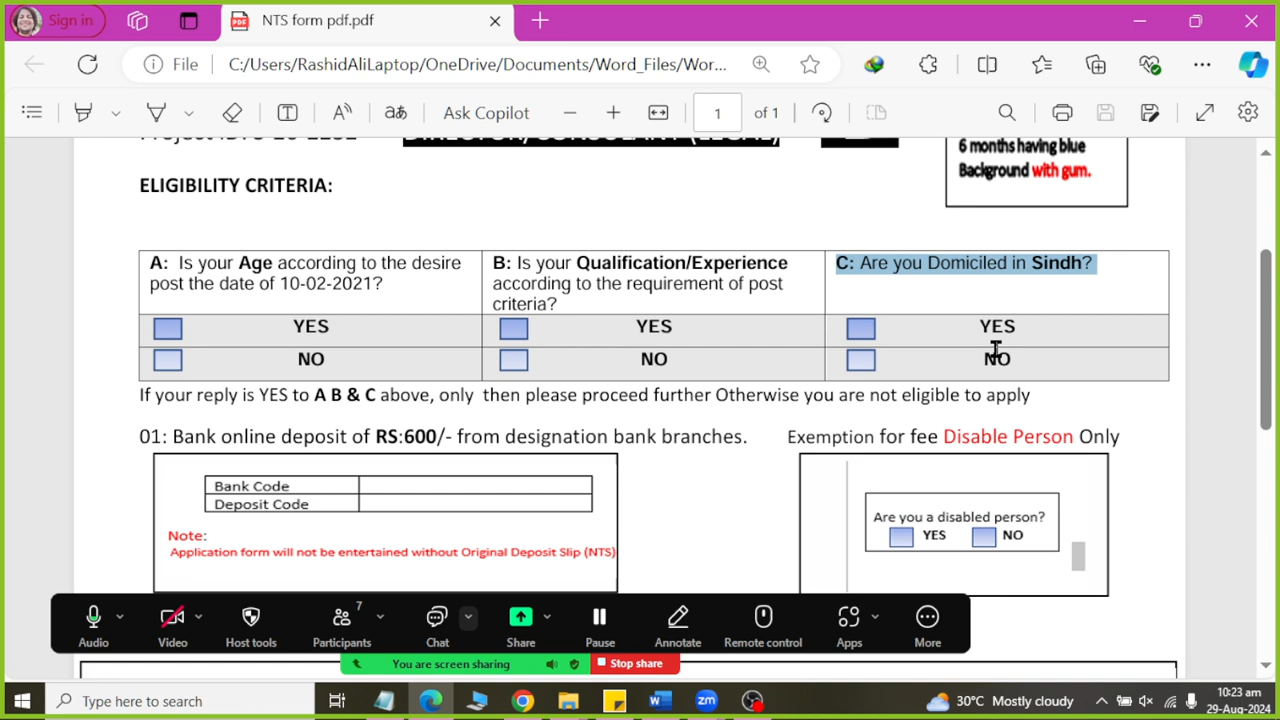 Sign in
NTS form pdf.pdf
File
C:/Users/RashidAliLaptop/OneDrive/Documents/Word_Files/Wor...
Ask Copilot
1
of 1
6 months having blue
Background with gum.
ELIGIBILITY CRITERIA:
A: Is your Age according to the desire
post the date of 10-02-2021?
B: Is your Qualification/Experience
according to the requirement of post
criteria?
C: Are you Domiciled in Sindh?
YES
YES
YES
NO
NO
NO
If your reply is YES to A B & C above, only then please proceed further Otherwise you are not eligible to apply
01: Bank online deposit of RS:600/- from designation bank branches.
Exemption for fee Disable Person Only
Bank Code
Deposit Code
Note:
Application form will not be entertained without Original Deposit Slip (NTS)
Are you a disabled person?
YES
NO
7
Audio
Video
Host tools
Participants
Chat
Share
Pause
Annotate
Remote control
Apps
More
You are screen sharing
Stop share
Type here to search
zm
30°C Mostly cloudy
10:23 am
29-Aug-2024